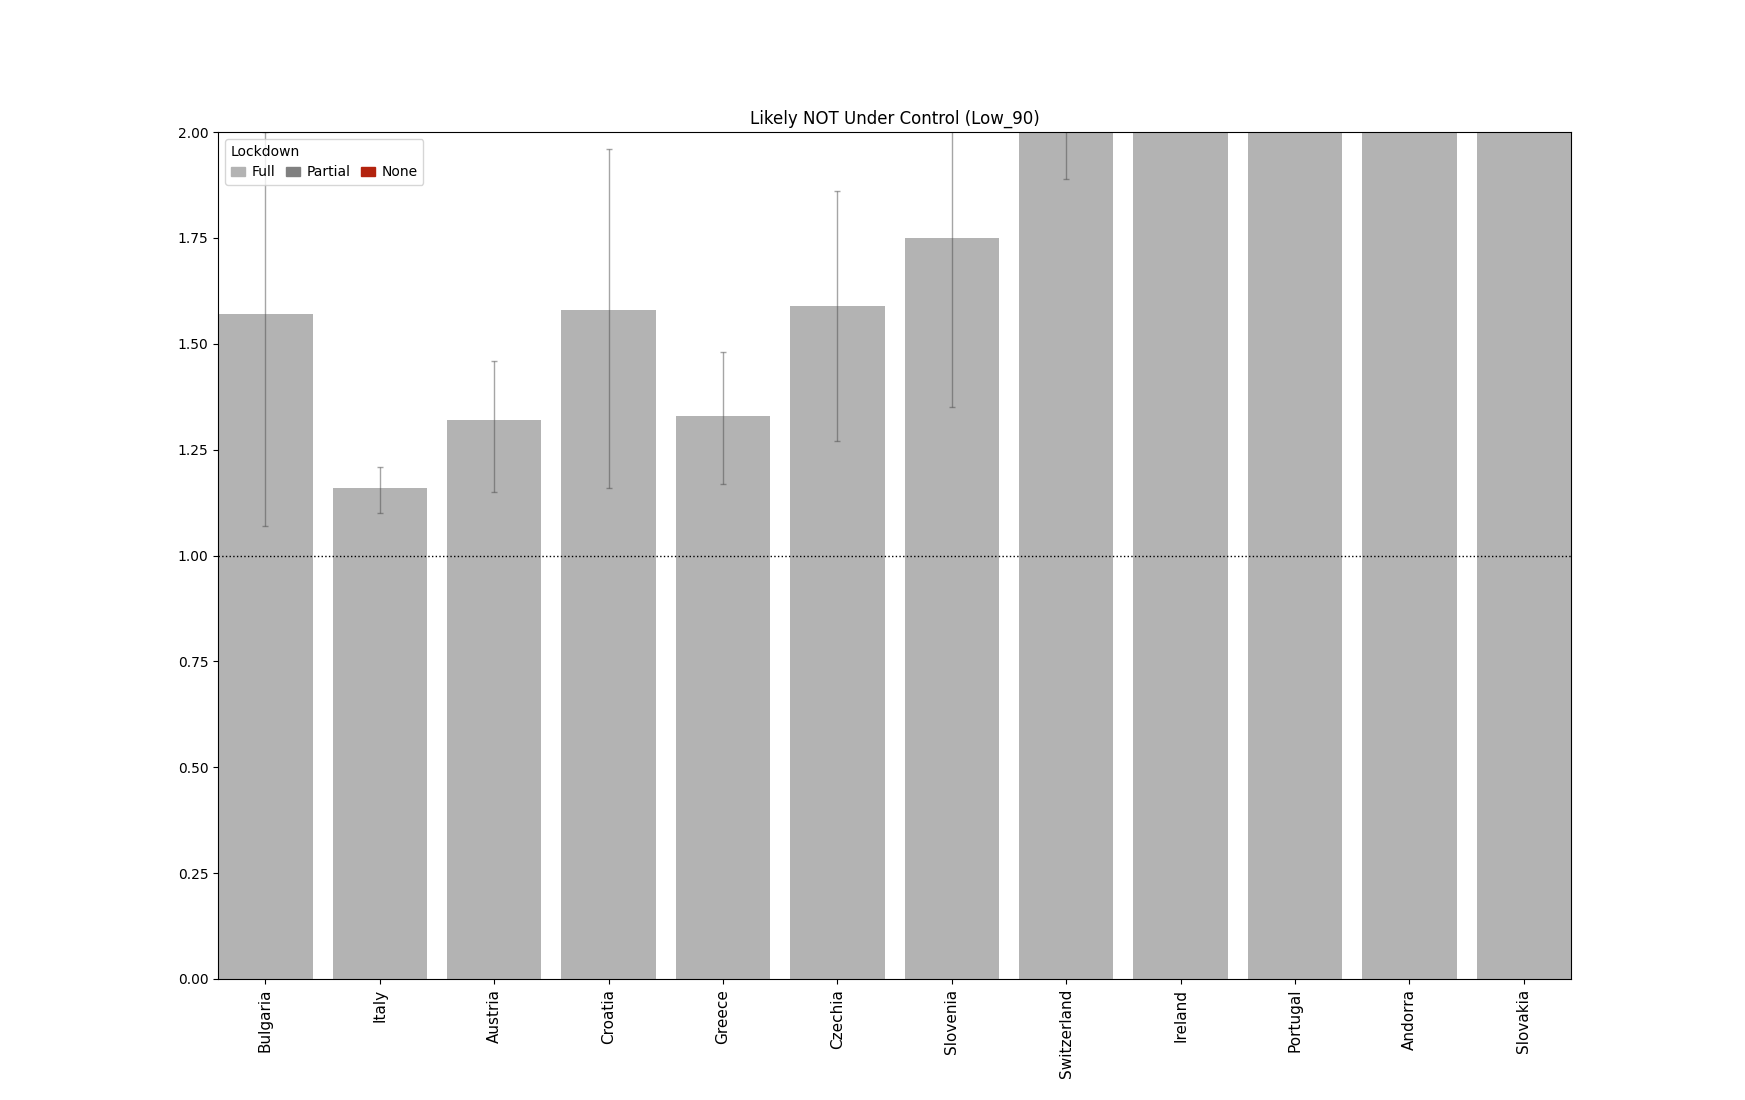 Likely NOT Under Control (Low_90)
Lockdown
Full Partial None
2.00
1.75
1.50
1.25
1.00
0.75
0.50
0.25
0.00
Bulgaria
Italy
Austria
Croatia
Greece
Czechia
Slovenia
Switzerland
Ireland
Portugal
Andorra
Slovakia